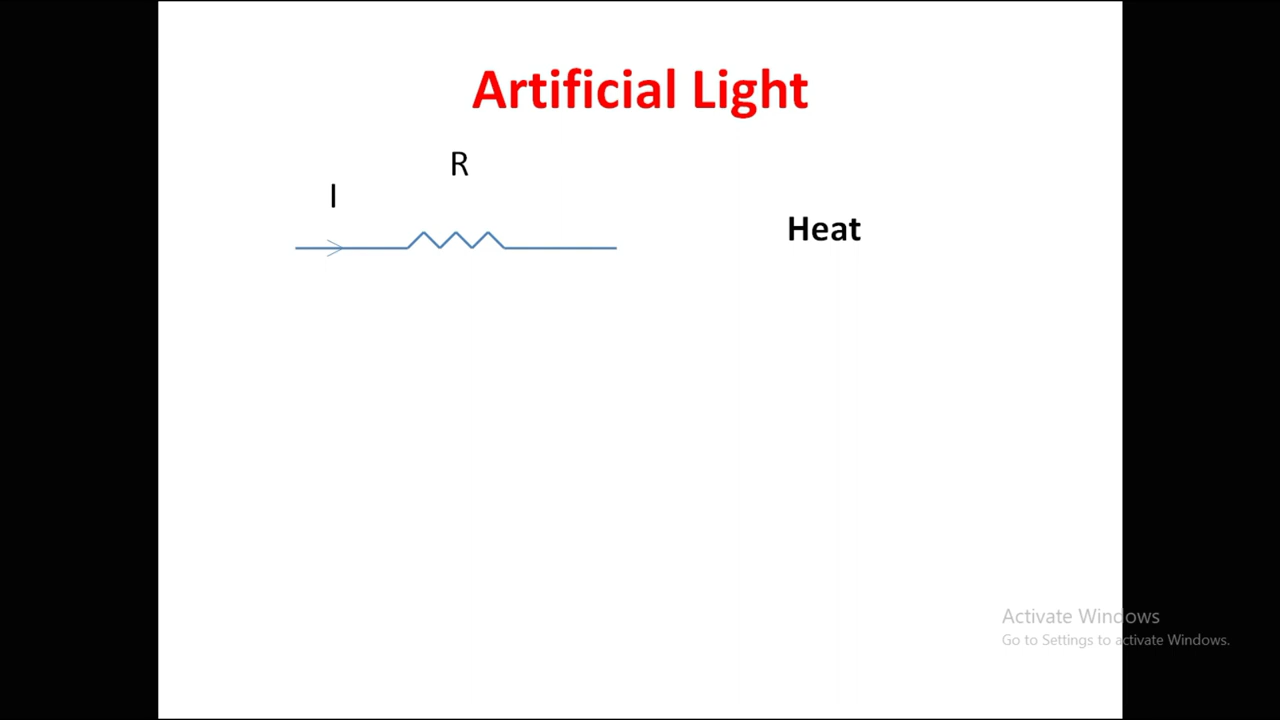 Artificial Light
R
I
Heat
Activate Windows
Go to Settings to activate Windows.